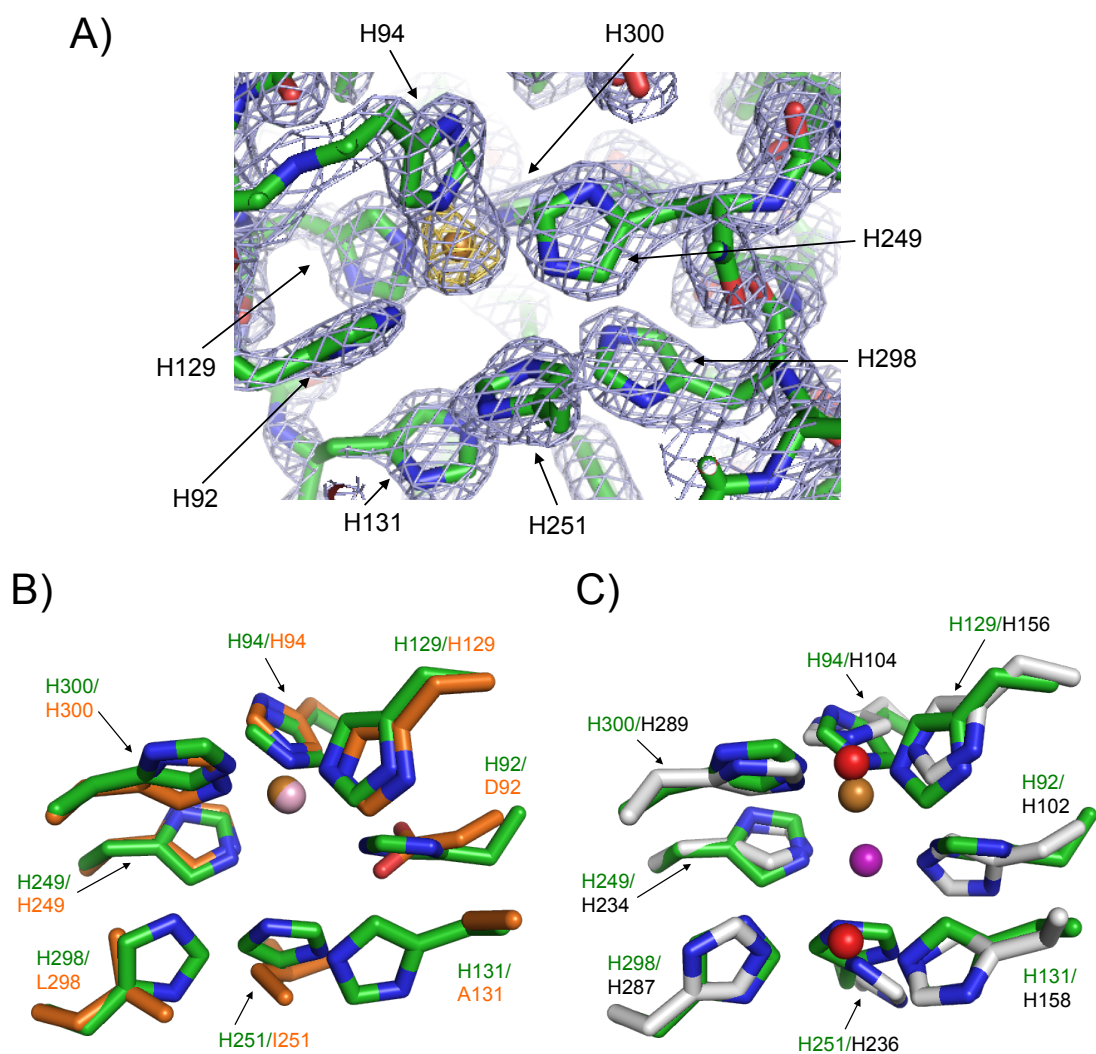 A)
H94
H300
H249
H129
H298
H92
H131
H251
B)
H94/H94
H129/H129
H300/
H300
H92/
D92
H249/
H249
H298/
L298
H131/
A131
H251/I251
C)
H129/H156
H94/H104
H300/H289
H92/
H102
H249/
H234
H298/
H287
H131/
H158
H251/H236